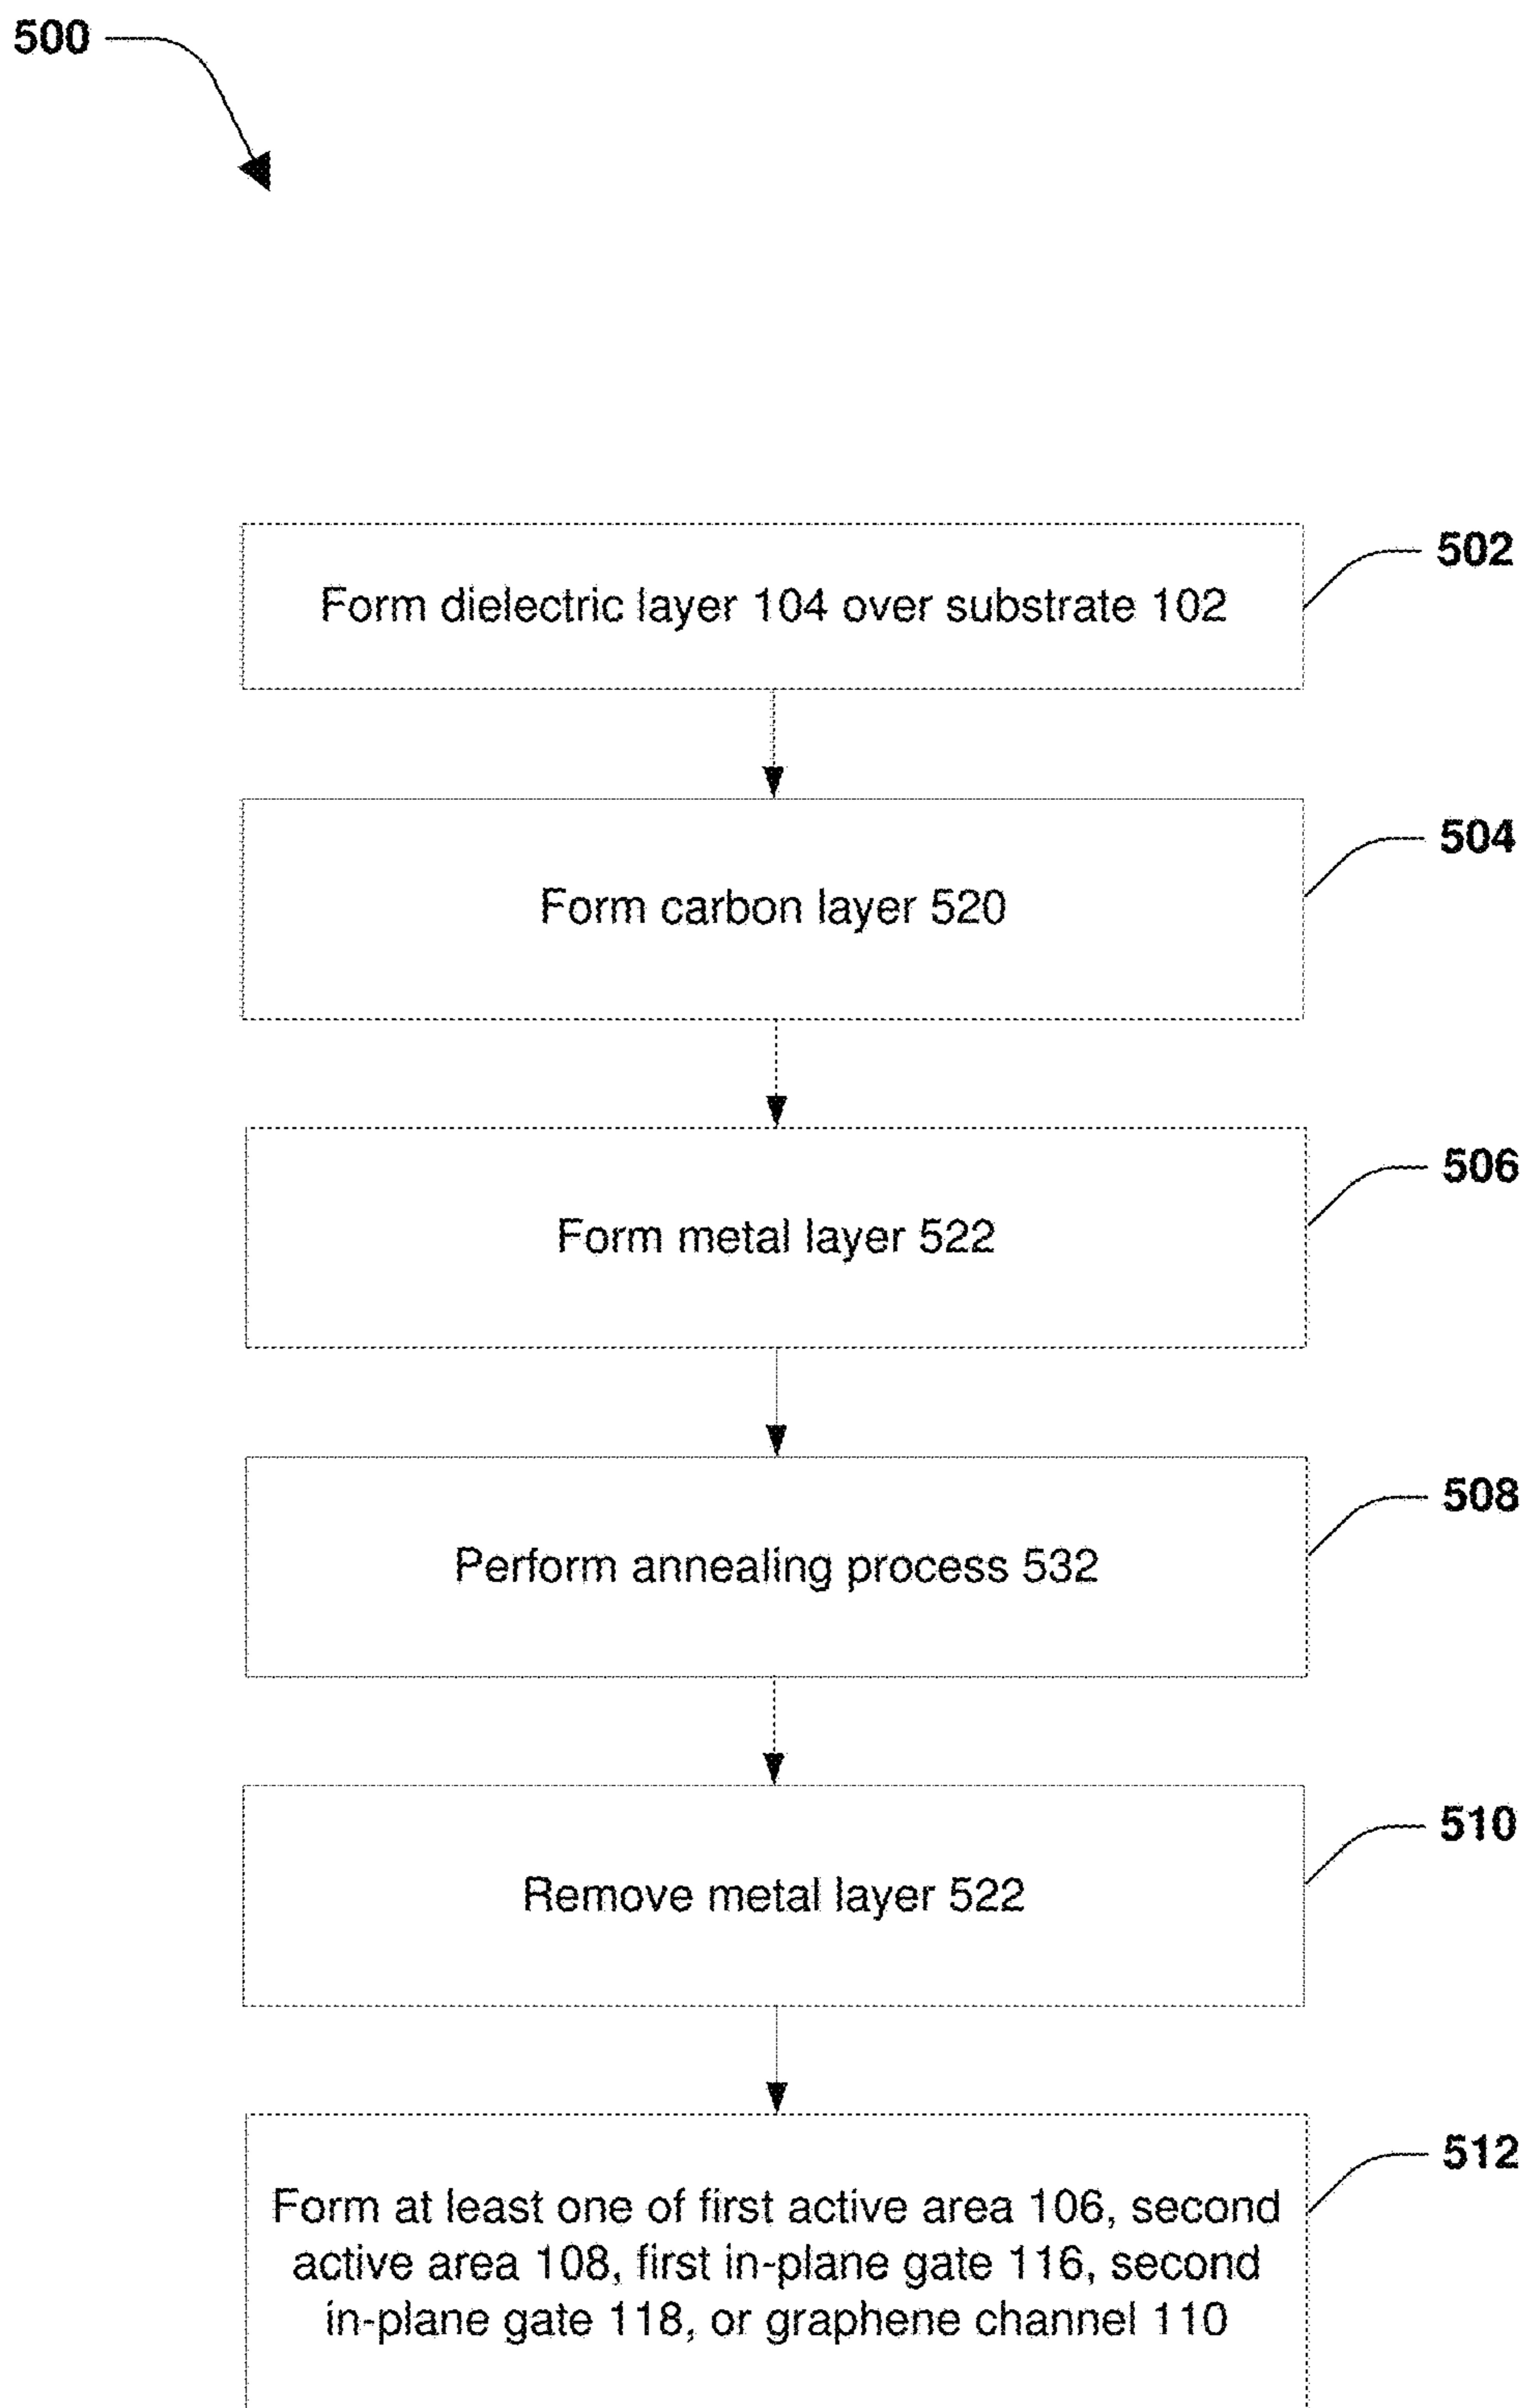 500
Form dielectric layer 104 over substrate 102
502
Form carbon layer 520
504
Form metal layer 522
506
Perform annealing process 532
508
Remove metal layer 522
510
Form at least one of first active area 106, second
active area 108, first in-plane gate 116, second
in-plane gate 118, or graphene channel 110
512